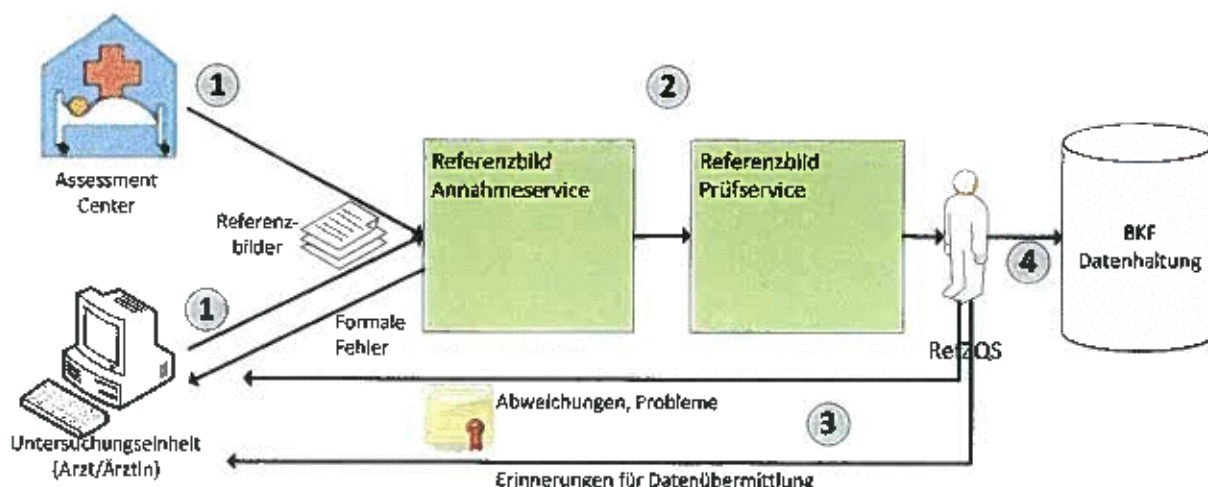 1
2
Referenzbild
Annahmeservice
Referenzbild
Prüfservice
Assessment
Center
Referenz-
bilder
BKF
Datenhaltung
4
1
Formale
Fehler
RefZQS
Abweichungen, Probleme
3
Untersuchungseinheit
(Arzt/Ärztin)
Erinnerungen für Datenübermittlung